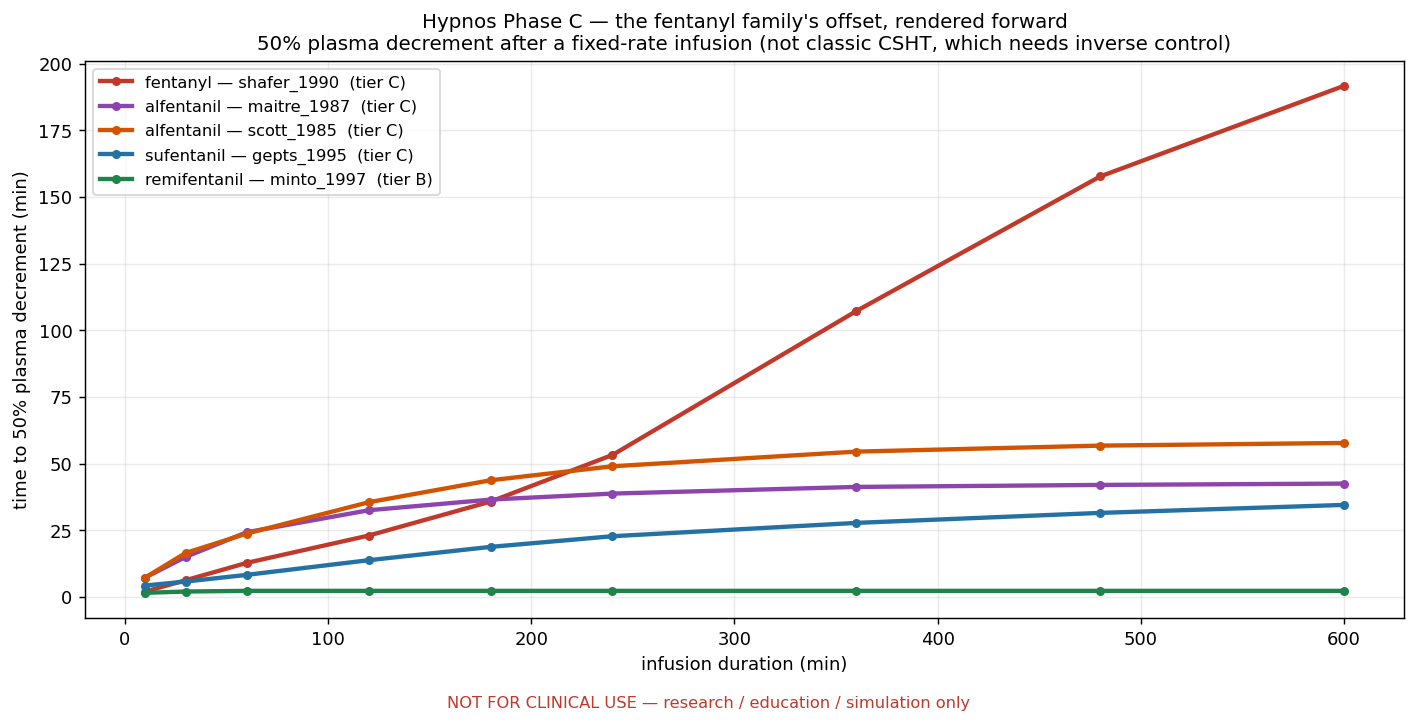 Hypnos Phase C — the fentanyl family's offset, rendered forward
50% plasma decrement after a fixed-rate infusion (not classic CSHT, which needs inverse control)
fentanyl — shafer_1990 (tier C)
alfentanil — maitre_1987 (tier C)
alfentanil — scott_1985 (tier C)
sufentanil — gepts_1995 (tier C)
remifentanil — minto_1997 (tier B)
time to 50% plasma decrement (min)
200
175
150
125
100
75
50
25
0
0 100 200 300 400 500 600
infusion duration (min)
NOT FOR CLINICAL USE — research / education / simulation only